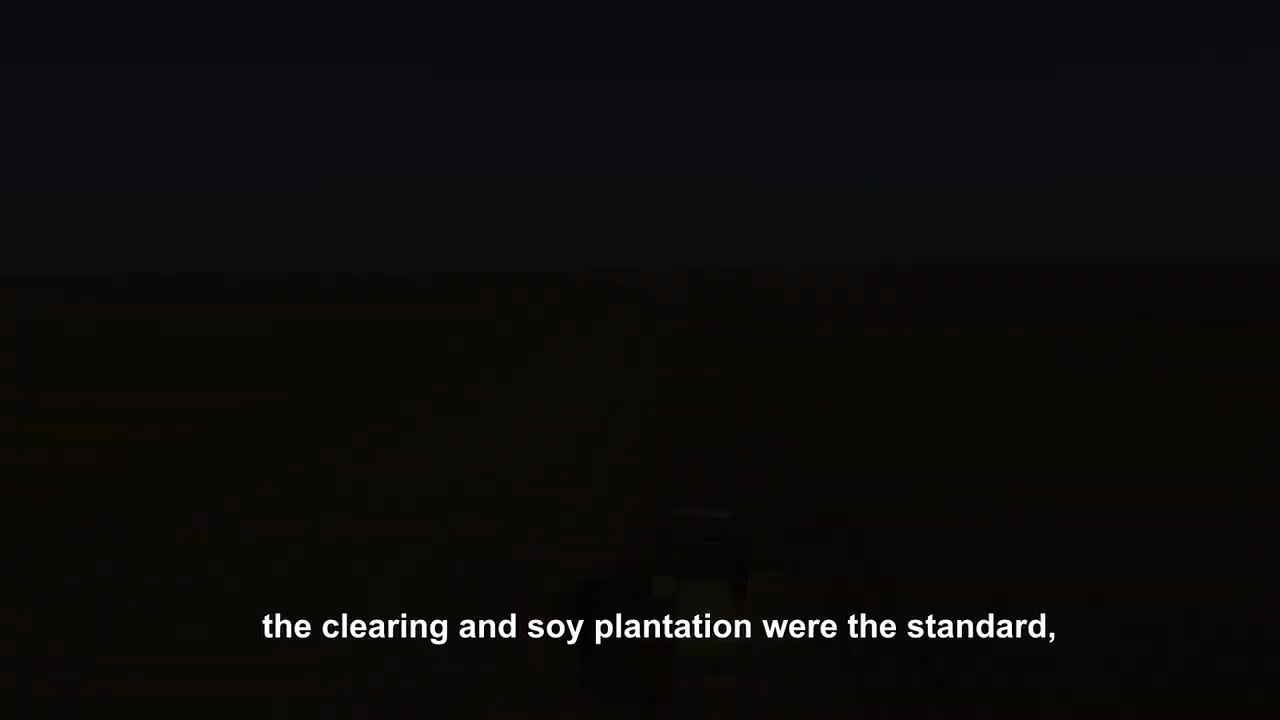 the clearing and soy plantation were the standard,